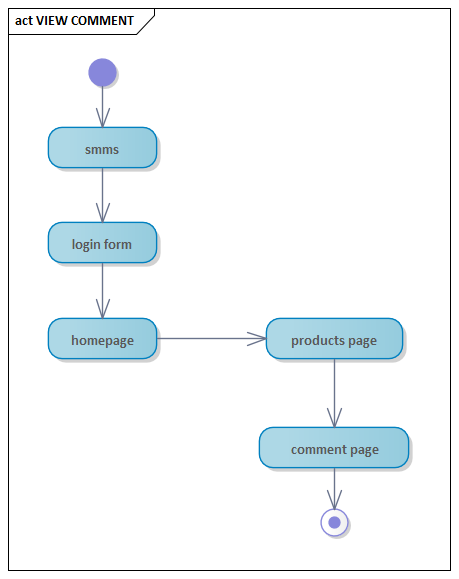 act VIEW COMMENT
smms
login form
homepage
products page
comment page